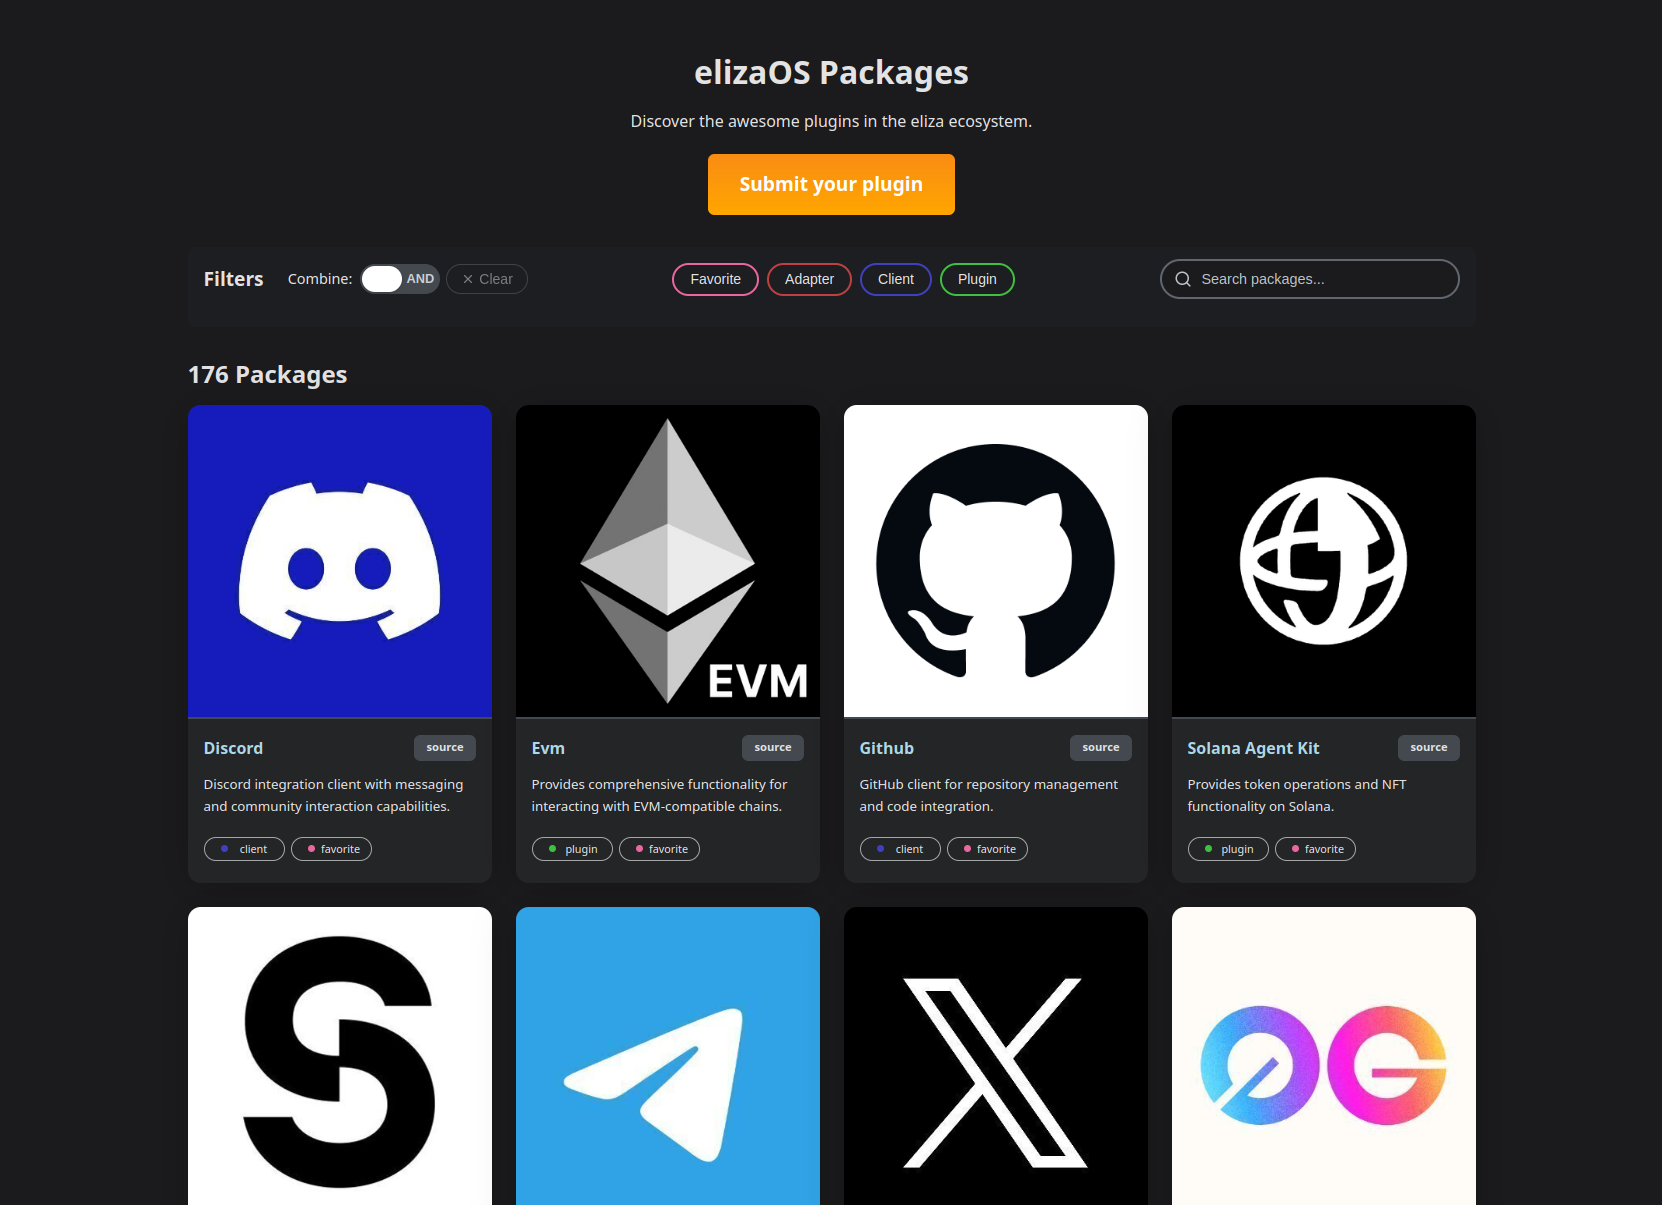 elizaOS Packages
Discover the awesome plugins in the eliza ecosystem.
Submit your plugin
Filters
Combine:
AND
Clear
Favorite
Adapter
Client
Plugin
Search packages...
176 Packages
EVM
Discord
source
Discord integration client with messaging
and community interaction capabilities.
client
favorite
Evm
source
Provides comprehensive functionality for
interacting with EVM-compatible chains.
plugin
favorite
Github
source
GitHub client for repository management
and code integration.
client
favorite
Solana Agent Kit
source
Provides token operations and NFT
functionality on Solana.
plugin
favorite
0G